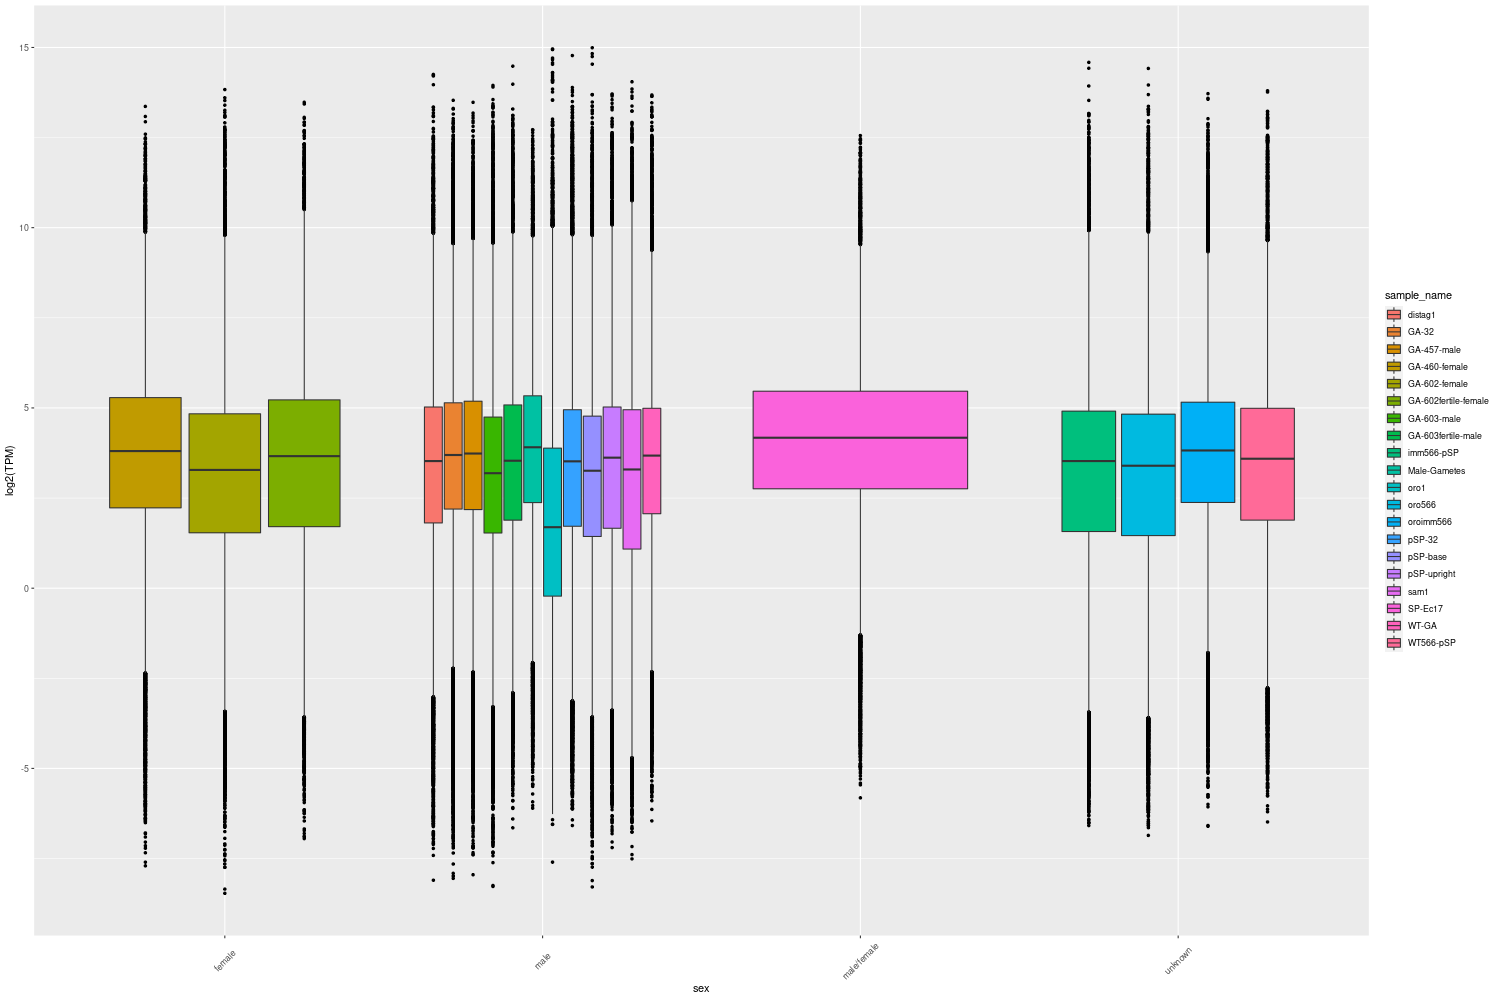 15
10
5
0
-5
log2(TPM)
female
male
male/female
unknown
sex
sample_name
distag1
GA-32
GA-457-male
GA-460-female
GA-602-female
GA-602fertile-female
GA-603-male
GA-603fertile-male
imm566-pSP
Male-Gametes
oro1
oro566
oroimm566
pSP-32
pSP-base
pSP-upright
sam1
SP-Ec17
WT-GA
WT566-pSP